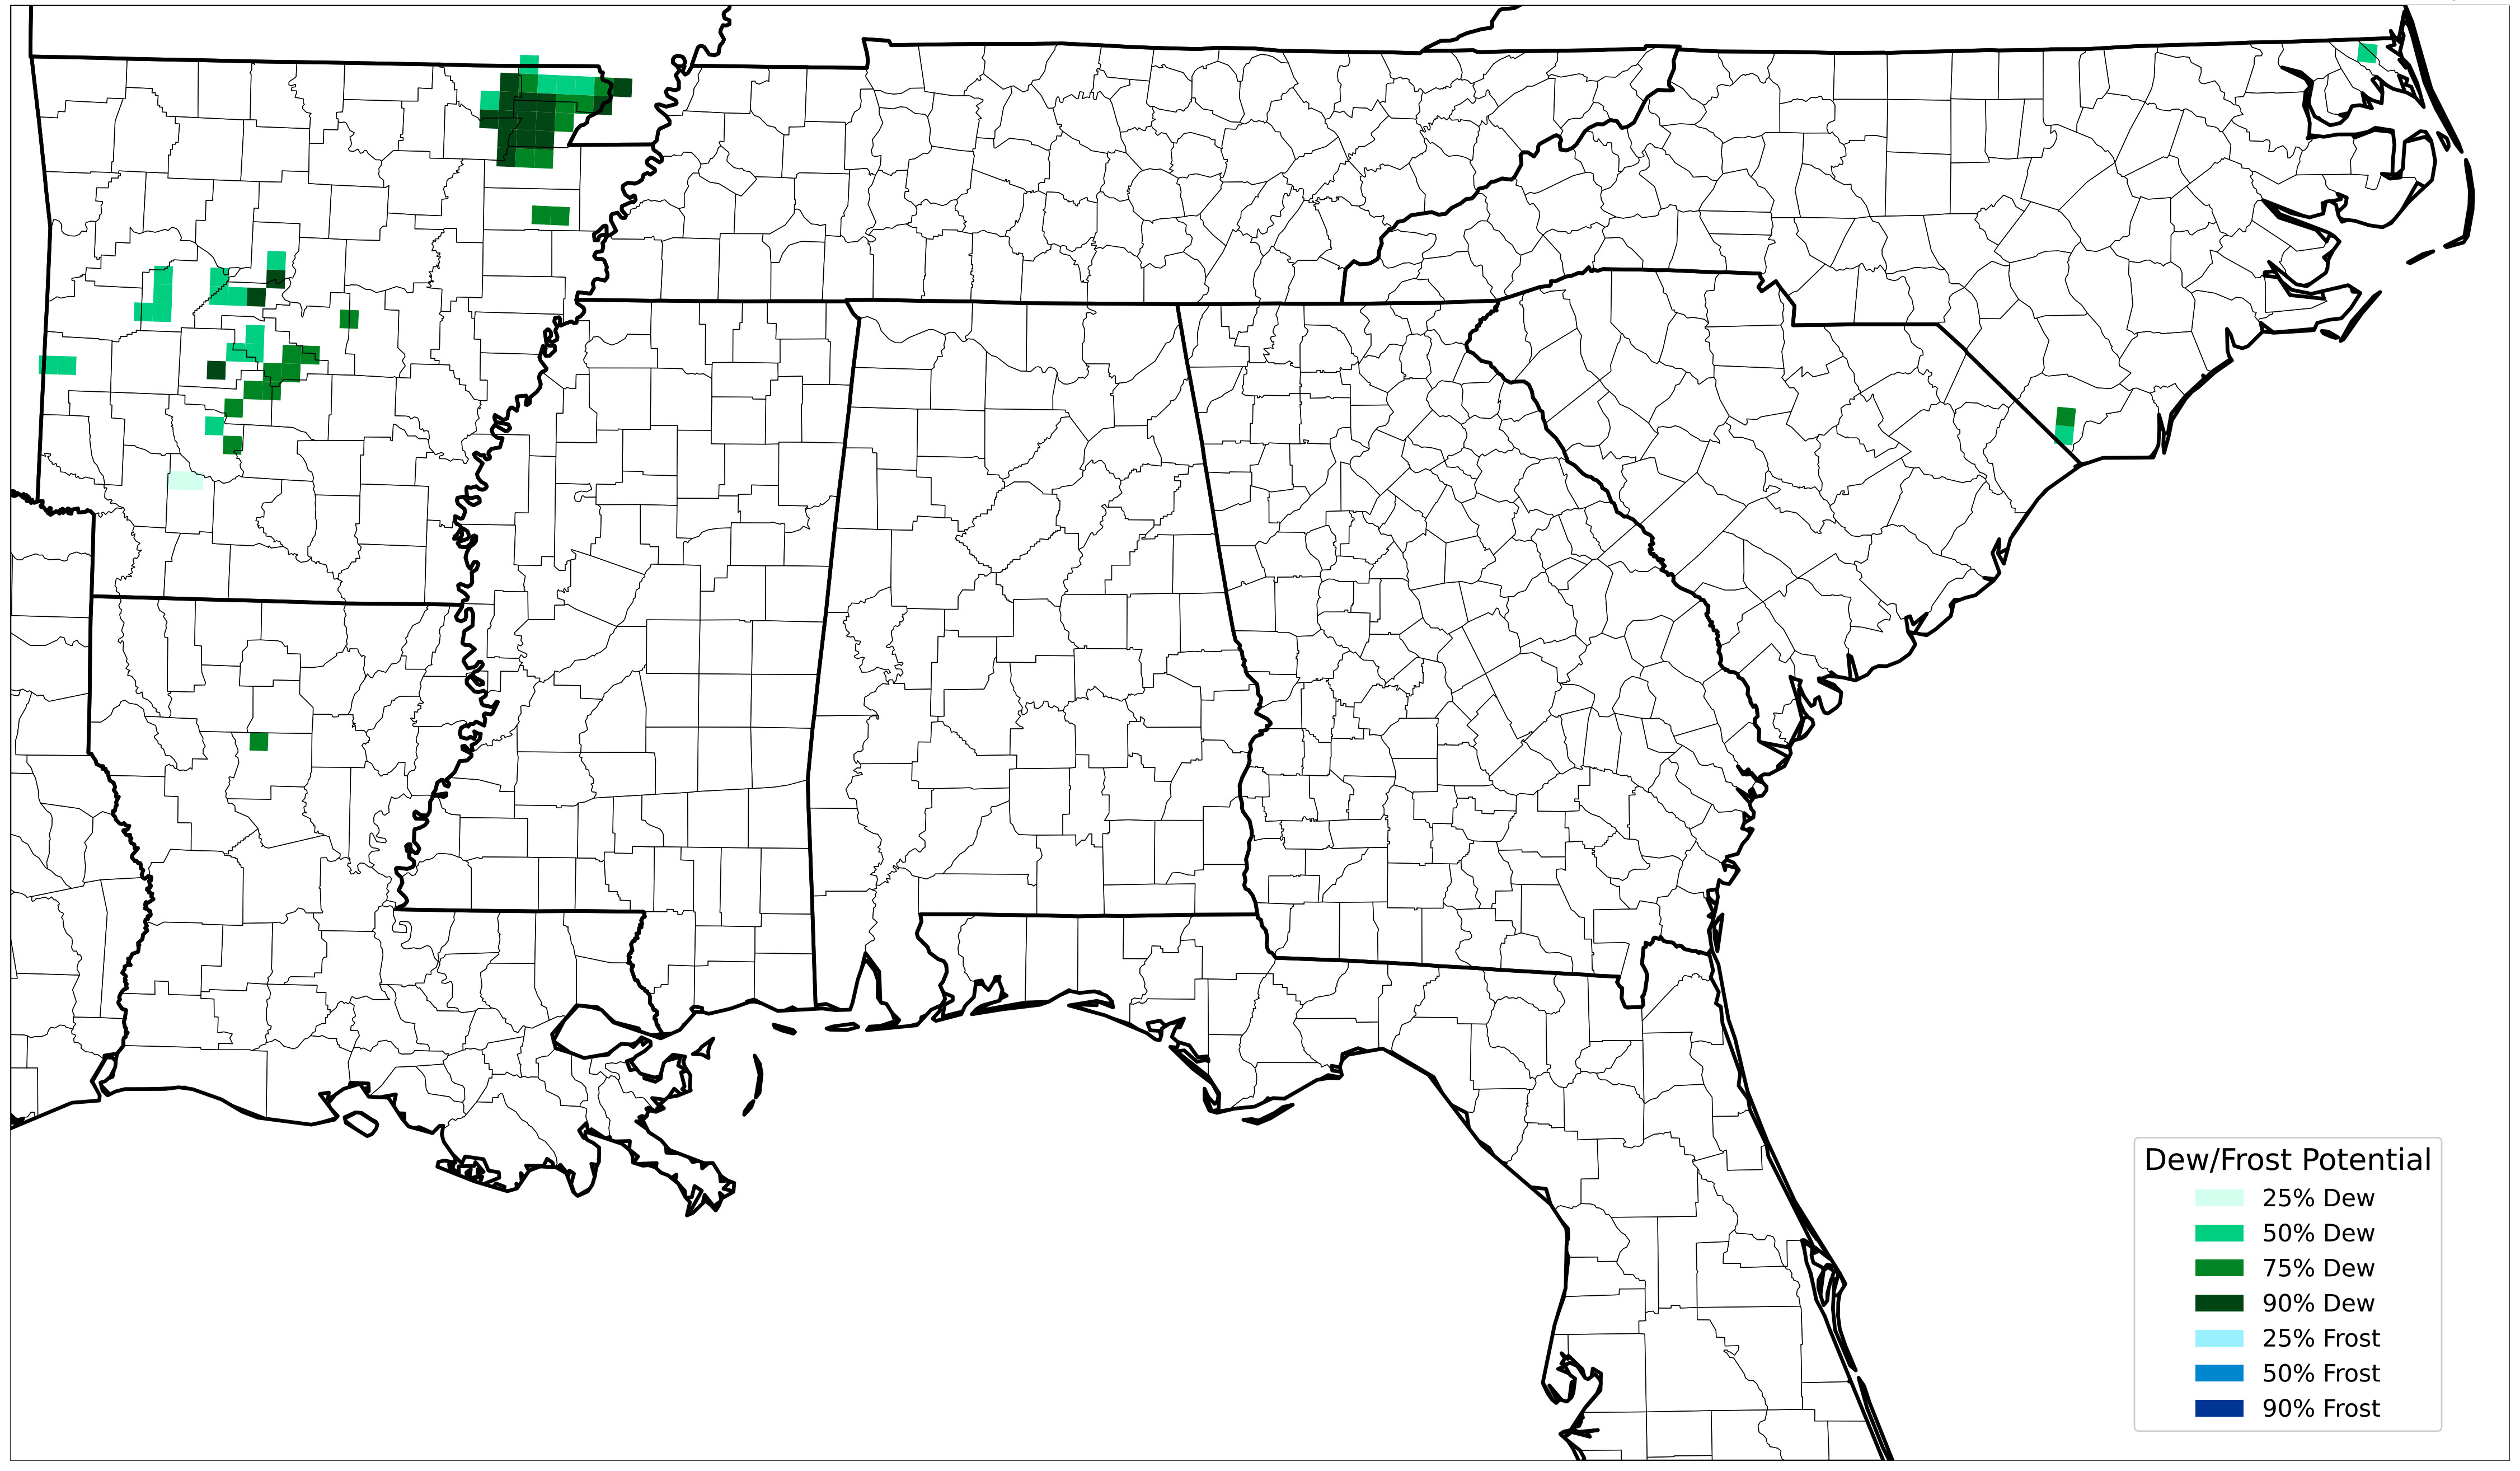 Dew/Frost Potential
25% Dew
50% Dew
75% Dew
90% Dew
25% Frost
50% Frost
90% Frost